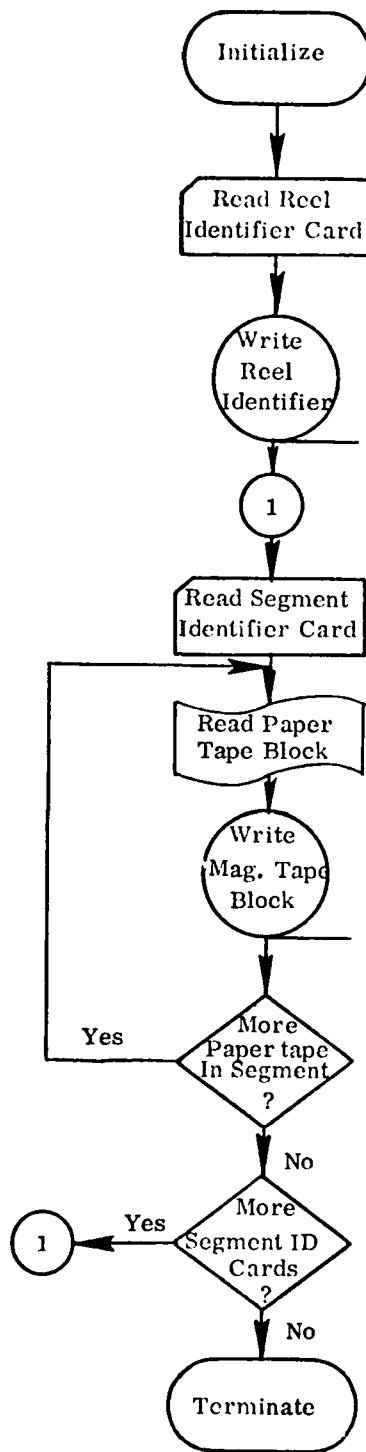 Initialize
Read Reel
Identifier Card
Write
Reel
Identifier
1
Read Segment
Identifier Card
Read Paper
Tape Block
Write
Mag. Tape
Block
More
Paper tape
In Segment
?
Yes
No
More
Segment ID
Cards
?
Yes
1
No
Terminate